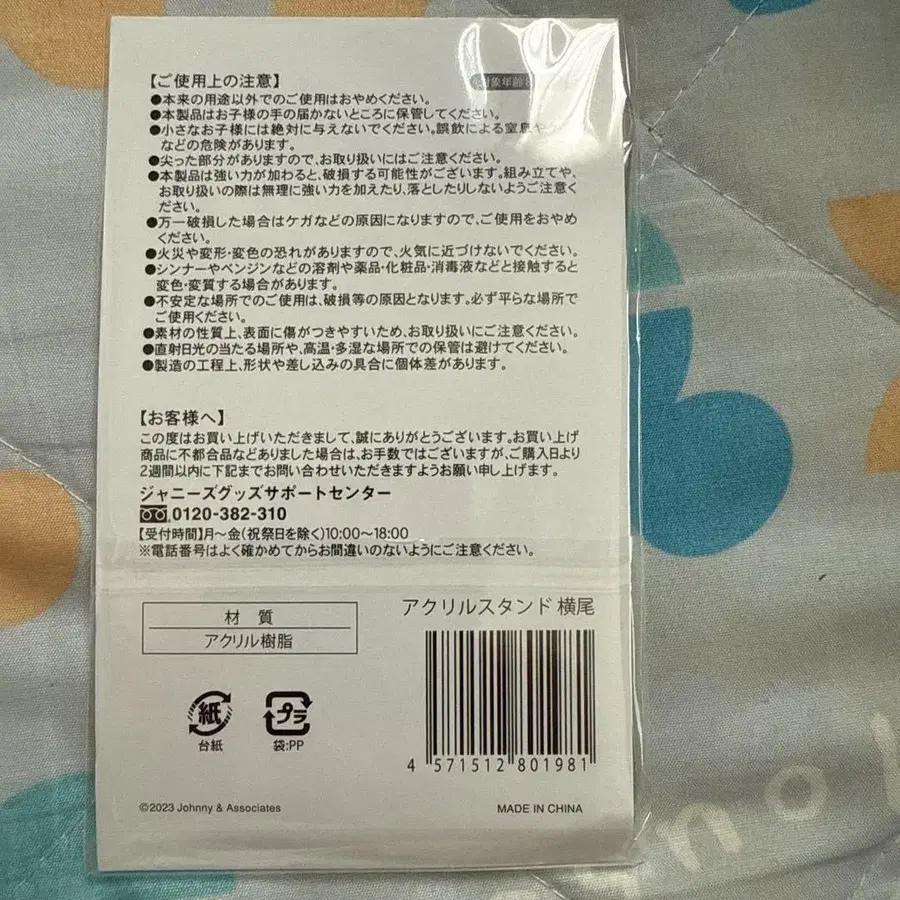 【ご使用上の注意】
対象年齢
●本来の用途以外でのご使用はおやめください。
●本製品はお子様の手の届かないところに保管してください。
●小さなお子様には絶対に与えないでください。誤飲による窒息や
などの危険があります。
●尖った部分がありますので、お取り扱いにはご注意ください。
●本製品は強い力が加わると、破損する可能性がございます。組み立てや、
お取り扱いの際は無理に強い力を加えたり、落としたりしないようご注意く
ださい。
●万一破損した場合はケガなどの原因になりますので、ご使用をおやめ
ください。
●火災や変形・変色の恐れがありますので、火気に近づけないでください。
●シンナーやベンジンなどの溶剤や薬品・化粧品・消毒液などと接触すると
変色・変質する場合があります。
●不安定な場所でのご使用は、破損等の原因となります。必ず平らな場所で
ご使用ください。
●素材の性質上、表面に傷がつきやすいため、お取り扱いにご注意ください。
●直射日光の当たる場所や、高温・多湿な場所での保管は避けてください。
●製造の工程上、形状や差し込みの具合に個体差があります。
【お客様へ】
この度はお買い上げいただきまして、誠にありがとうございます。お買い上げ
商品に不都合品などありました場合は、お手数ではございますが、ご購入日より
2週間以内に下記までお問い合わせいただきますようお願い申し上げます。
ジャニーズグッズサポートセンター
0120-382-310
【受付時間】月～金(祝祭日を除く)10:00～18:00
※電話番号はよく確かめてからお間違いのないようにご注意ください。
材 質
アクリル樹脂
アクリルスタンド 横尾
紙
台紙
プラ
袋:PP
4 571512 801981
©2023 Johnny & Associates
MADE IN CHINA